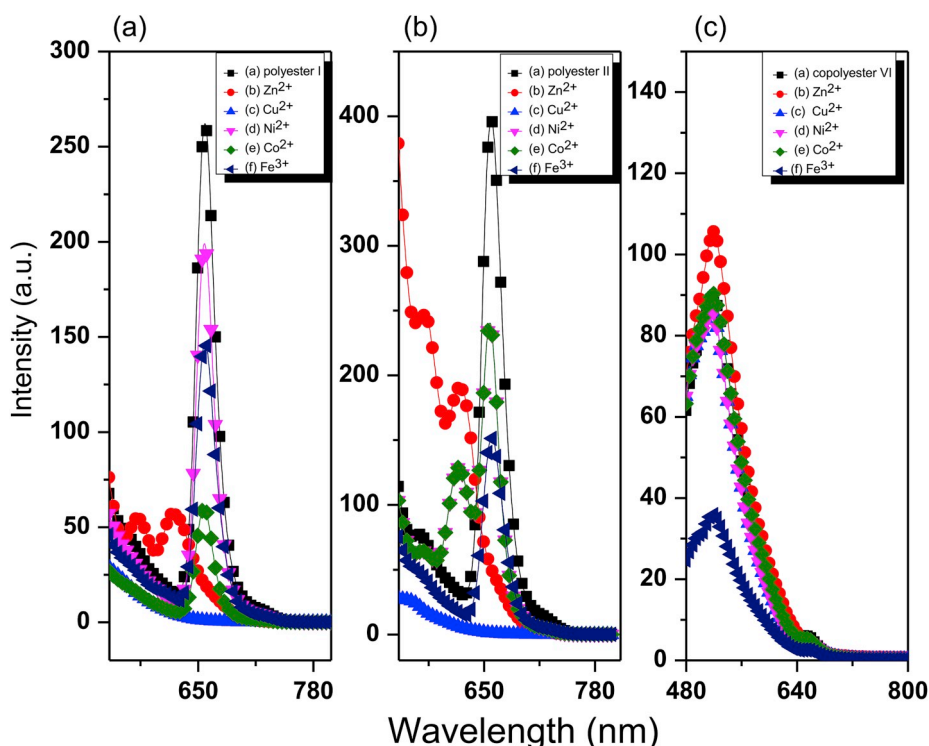 (a)
(b)
(c)
300
250
200
150
100
50
0
650
780
(a) polyester I
(b) Zn2+
(c) Cu2+
(d) Ni2+
(e) Co2+
(f) Fe3+
400
300
200
100
0
650
780
(a) polyester II
(b) Zn2+
(c) Cu2+
(d) Ni2+
(e) Co2+
(f) Fe3+
140
120
100
80
60
40
20
0
480
640
800
(a) copolyester VI
(b) Zn2+
(c) Cu2+
(d) Ni2+
(e) Co2+
(f) Fe3+
Intensity (a.u.)
Wavelength (nm)